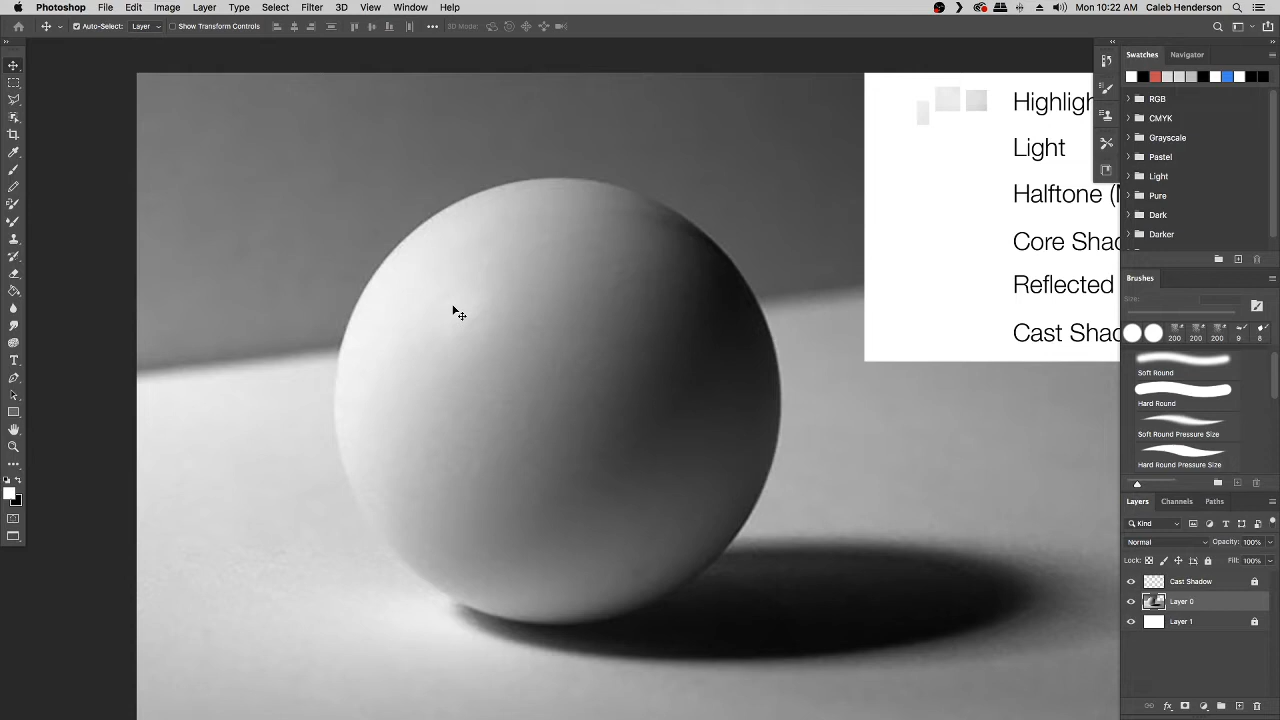 Photoshop File Edit Image Layer Type Select Filter 3D View Window Help Mon 10:22 AM Caleb Henderson
Auto-Select: Layer Show Transform Controls 3D Mode:
Swatches Navigator
RGB
CMYK
Grayscale
Pastel
Light
Pure
Dark
Darker
Highligh
Light
Halftone (
Core Shad
Reflected
Cast Shad
Brushes
Size:
200 200 200 9 8
Soft Round
Hard Round
Soft Round Pressure Size
Hard Round Pressure Size
Layers Channels Paths
Kind
Normal Opacity: 100%
Lock: Fill: 100%
Cast Shadow
Layer 0
Layer 1